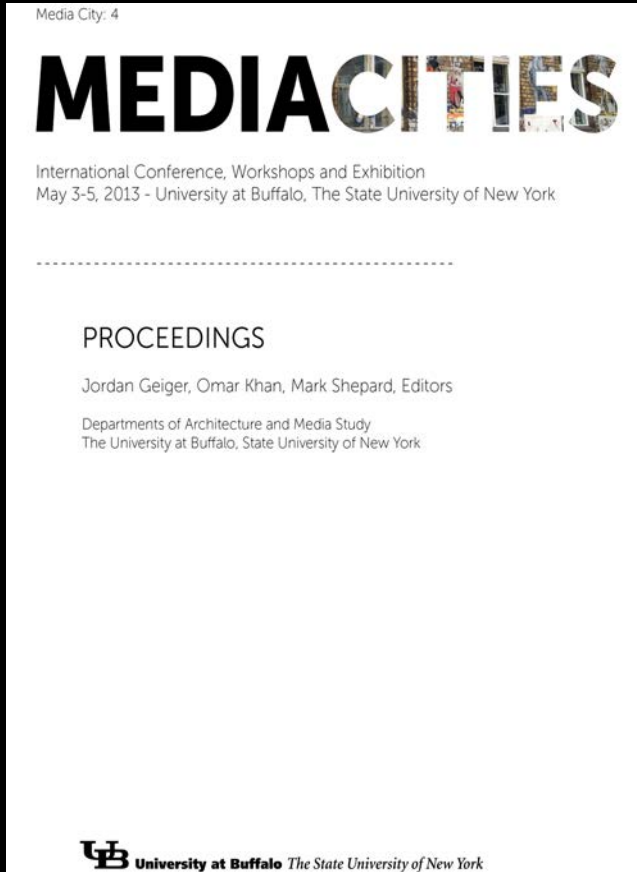 Media City: 4
MEDIACITIES
International Conference, Workshops and Exhibition
May 3-5, 2013 - University at Buffalo, The State University of New York
PROCEEDINGS
Jordan Geiger, Omar Khan, Mark Shepard, Editors
Departments of Architecture and Media Study
The University at Buffalo, State University of New York
UB University at Buffalo The State University of New York